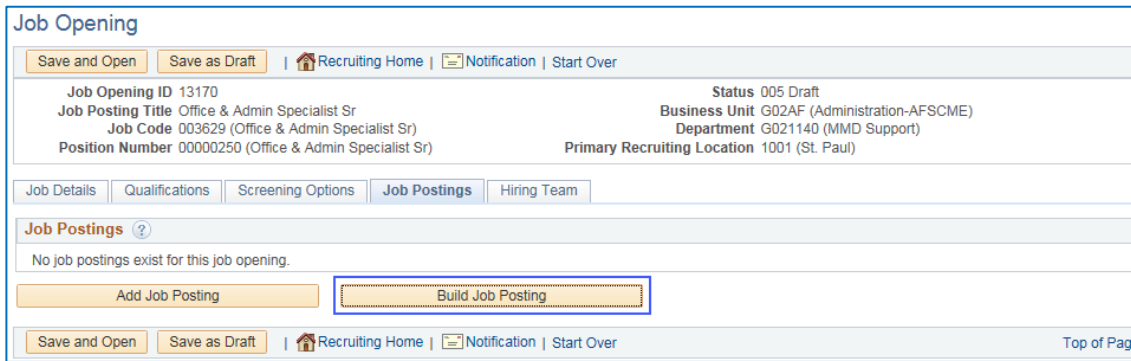 Job Opening
Save and Open Save as Draft | Recruiting Home | Notification | Start Over
Job Opening ID 13170 Status 005 Draft
Job Posting Title Office & Admin Specialist Sr Business Unit G02AF (Administration-AFSCME)
Job Code 003629 (Office & Admin Specialist Sr) Department G021140 (MMD Support)
Position Number 00000250 (Office & Admin Specialist Sr) Primary Recruiting Location 1001 (St. Paul)
Job Details Qualifications Screening Options Job Postings Hiring Team
Job Postings ?
No job postings exist for this job opening.
Add Job Posting Build Job Posting
Save and Open Save as Draft | Recruiting Home | Notification | Start Over Top of Pag